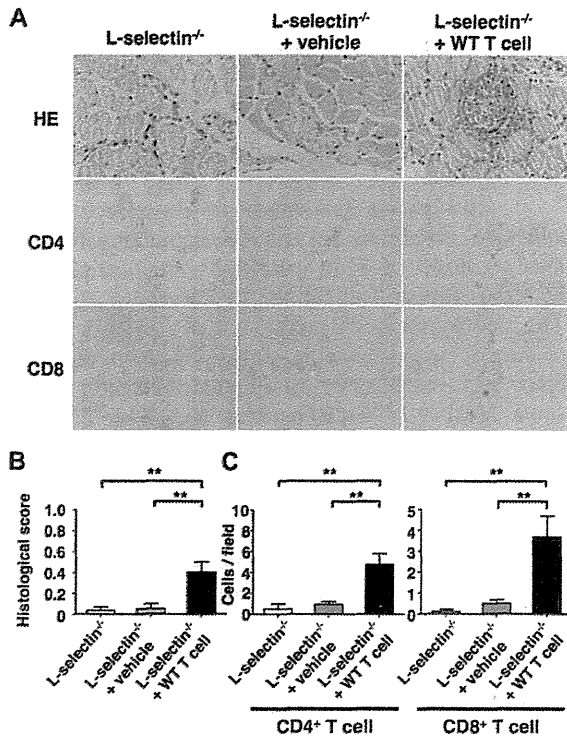 A
L-selectin-/-
L-selectin-/-
+ vehicle
L-selectin-/-
+ WT T cell
HE
CD4
CD8
B
**
**
Histological score
1.0
0.8
0.6
0.4
0.2
0
L-selectin-/-
L-selectin-/-
+ vehicle
L-selectin-/-
+ WT T cell
C
**
**
Cells / field
10
8
6
4
2
0
L-selectin-/-
L-selectin-/-
+ vehicle
L-selectin-/-
+ WT T cell
CD4+ T cell
**
**
5
4
3
2
1
0
L-selectin-/-
L-selectin-/-
+ vehicle
L-selectin-/-
+ WT T cell
CD8+ T cell